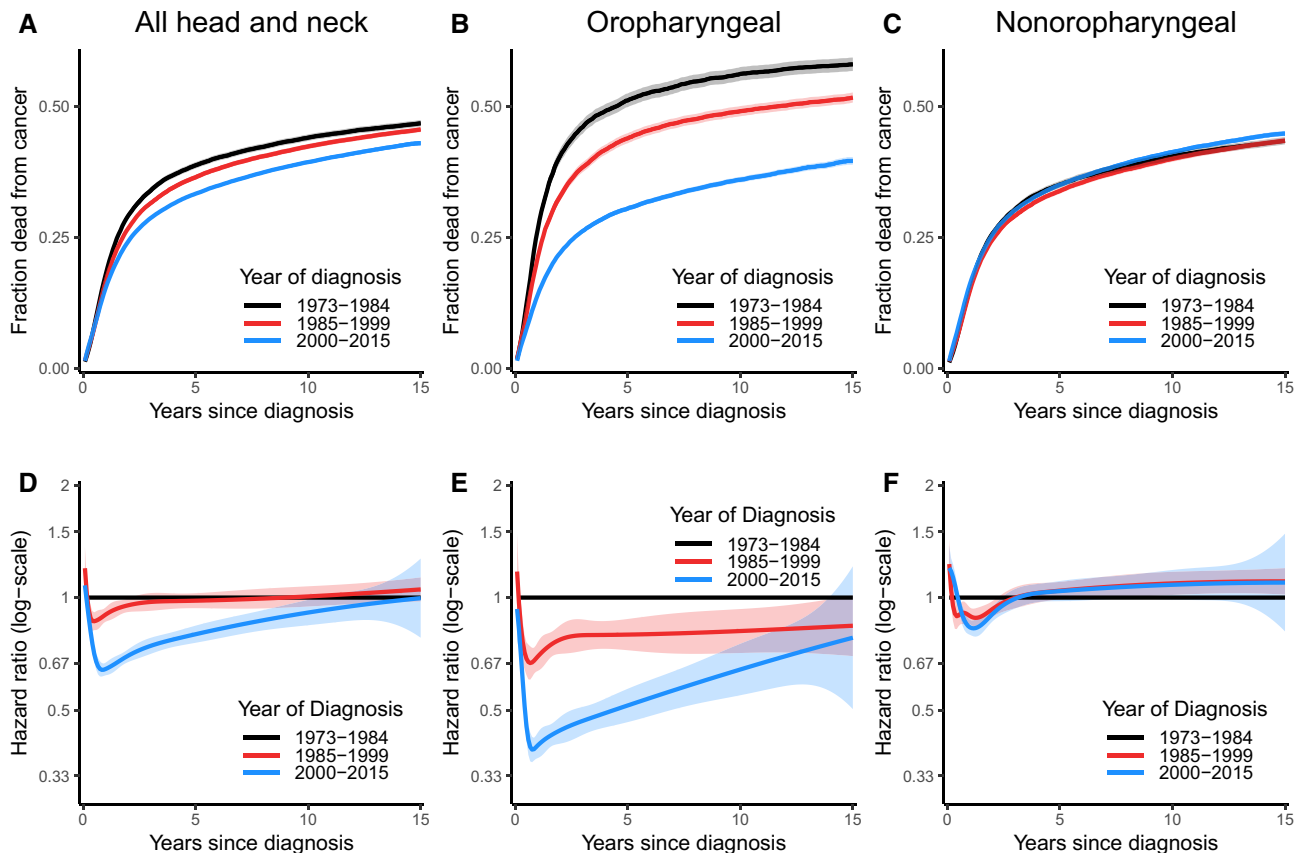 A All head and neck
Fraction dead from cancer
0.50
0.25
0.00
0 5 10 15
Years since diagnosis
Year of diagnosis
1973−1984
1985−1999
2000−2015
B Oropharyngeal
Fraction dead from cancer
0.50
0.25
0.00
0 5 10 15
Years since diagnosis
Year of diagnosis
1973−1984
1985−1999
2000−2015
C Nonoropharyngeal
Fraction dead from cancer
0.50
0.25
0.00
0 5 10 15
Years since diagnosis
Year of diagnosis
1973−1984
1985−1999
2000−2015
D
Hazard ratio (log−scale)
2
1.5
1
0.67
0.5
0.33
0 5 10 15
Years since diagnosis
Year of Diagnosis
1973−1984
1985−1999
2000−2015
E
Hazard ratio (log−scale)
2
1.5
1
0.67
0.5
0.33
0 5 10 15
Years since diagnosis
Year of Diagnosis
1973−1984
1985−1999
2000−2015
F
Hazard ratio (log−scale)
2
1.5
1
0.67
0.5
0.33
0 5 10 15
Years since diagnosis
Year of Diagnosis
1973−1984
1985−1999
2000−2015